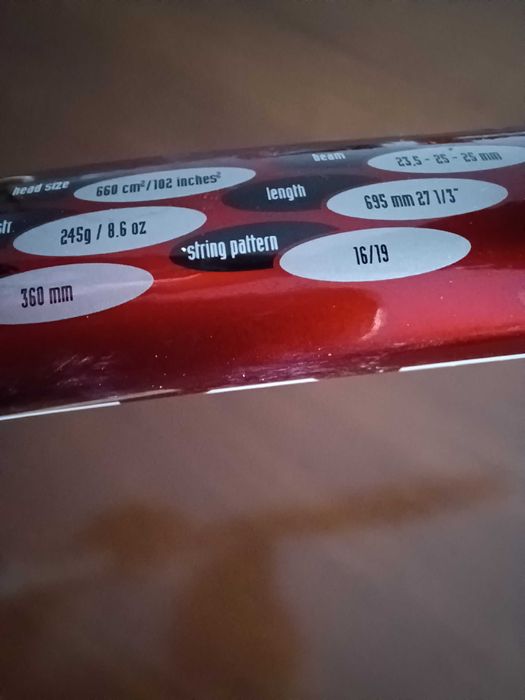 head size 660 cm²/102 inches² beam 23,5 - 25 - 25 mm
str. 245g / 8.6 oz length 695 mm 27 1/3"
360 mm string pattern 16/19